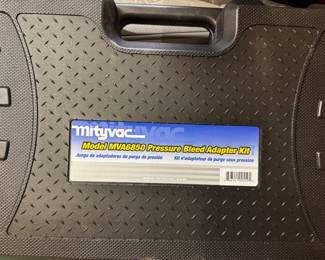 mityvac
Model MVA6850 Pressure Bleed Adapter Kit
Juego de adaptadores de purga de presión
Kit d'adaptateur de purge sous pression